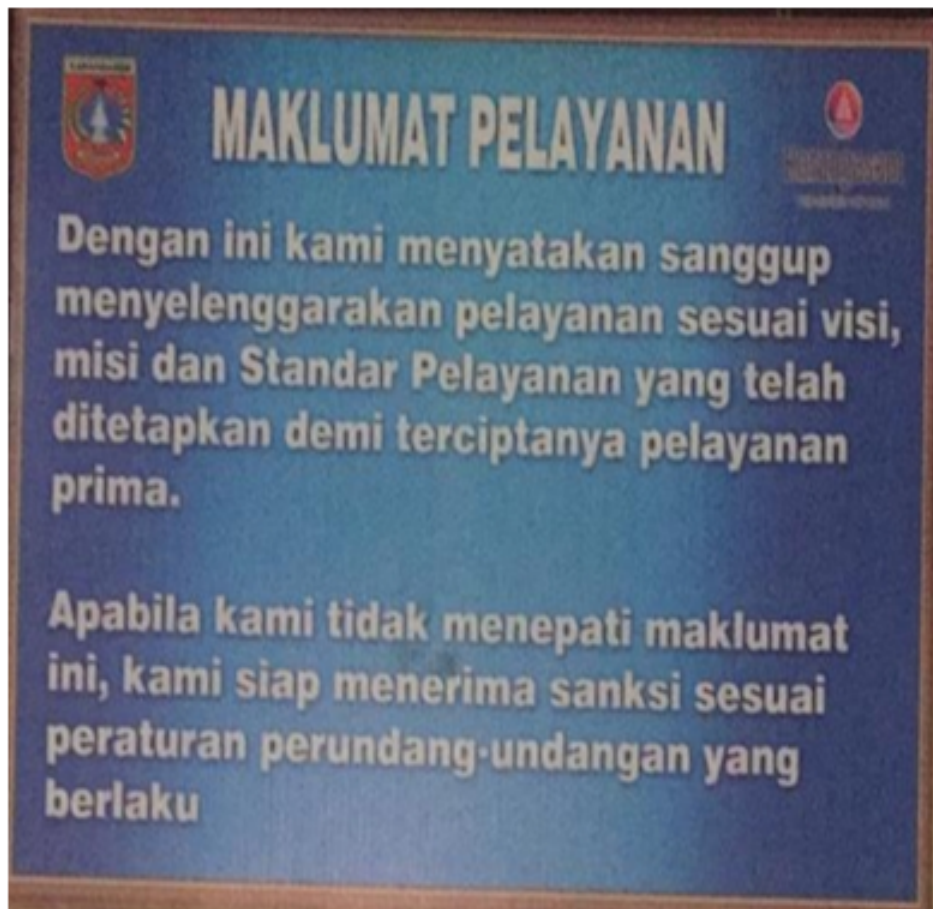 MAKLUMAT PELAYANAN
Dengan ini kami menyatakan sanggup
menyelenggarakan pelayanan sesuai visi,
misi dan Standar Pelayanan yang telah
ditetapkan demi terciptanya pelayanan
prima.
Apabila kami tidak menepati maklumat
ini, kami siap menerima sanksi sesuai
peraturan perundang-undangan yang
berlaku